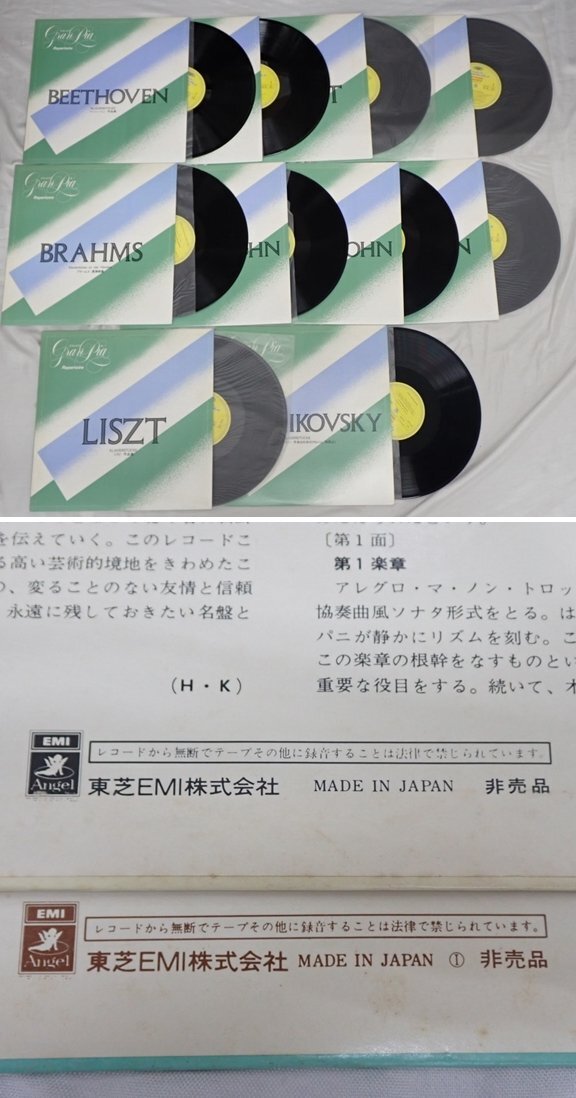 Gran Pia
Repertoire
BEETHOVEN
T
Gran Pia
Repertoire
BRAHMS
HN
OHN
N
Gran Pia
Repertoire
LISZT
IKOVSKY
を伝えていく。このレコードこ
る高い芸術的境地をきわめたこ
つ、変ることのない友情と信頼
永遠に残しておきたい名盤と
(H・K)
〔第1面〕
第1楽章
アレグロ・マ・ノン・トロッ
協奏曲風ソナタ形式をとる。は
パニが静かにリズムを刻む。こ
この楽章の根幹をなすものとい
重要な役目をする。続いて、木
EMI
Angel
レコードから無断でテープその他に録音することは法律で禁じられています。
東芝EMI株式会社 MADE IN JAPAN 非売品
EMI
Angel
レコードから無断でテープその他に録音することは法律で禁じられています。
東芝EMI株式会社 MADE IN JAPAN ① 非売品